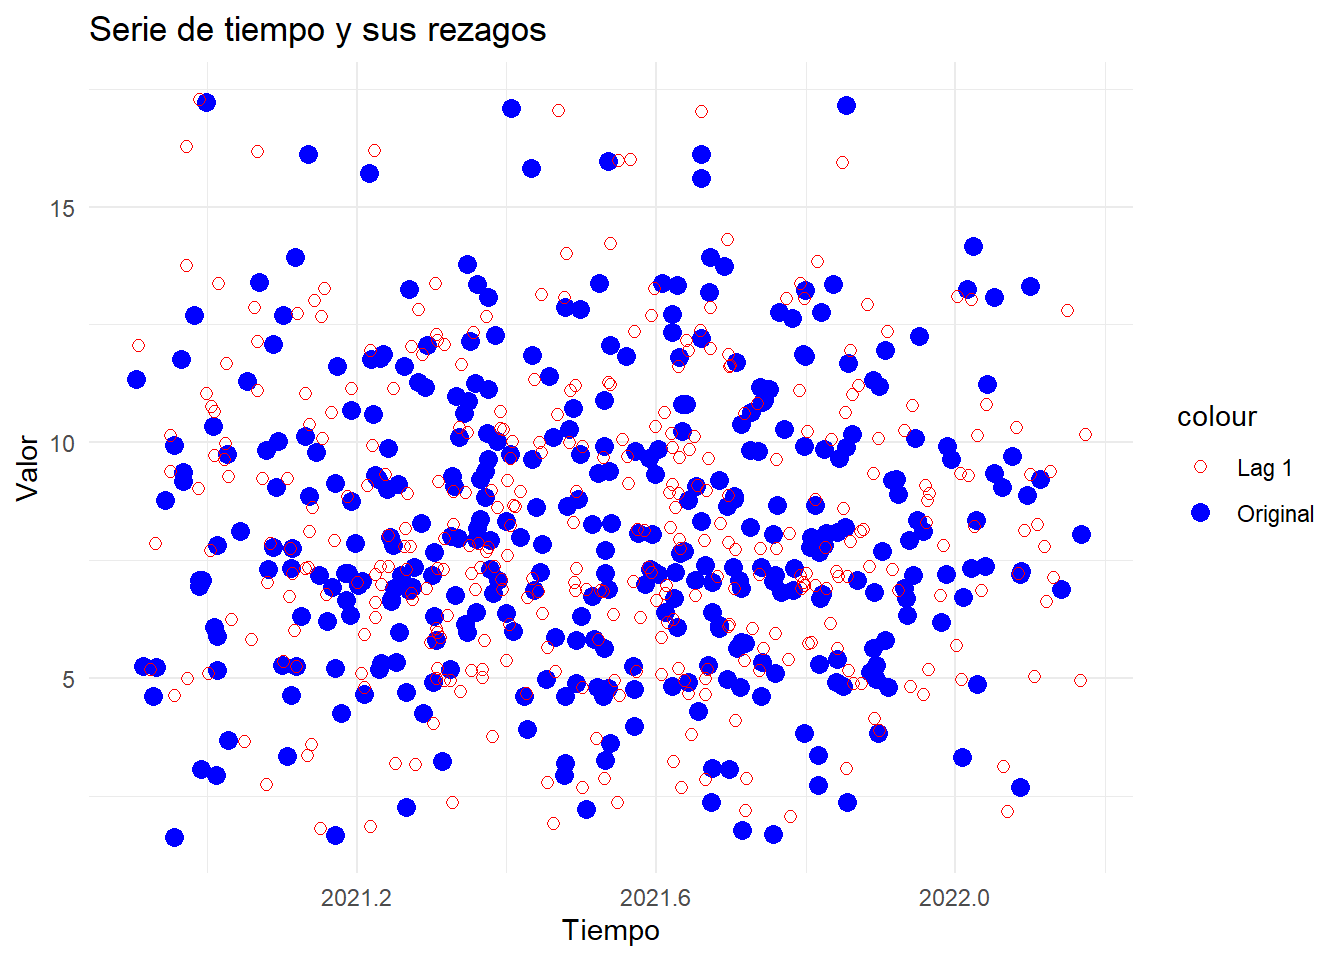 Serie de tiempo y sus rezagos
15
10
5
Valor
2021.2
2021.6
2022.0
Tiempo
colour
Lag 1
Original